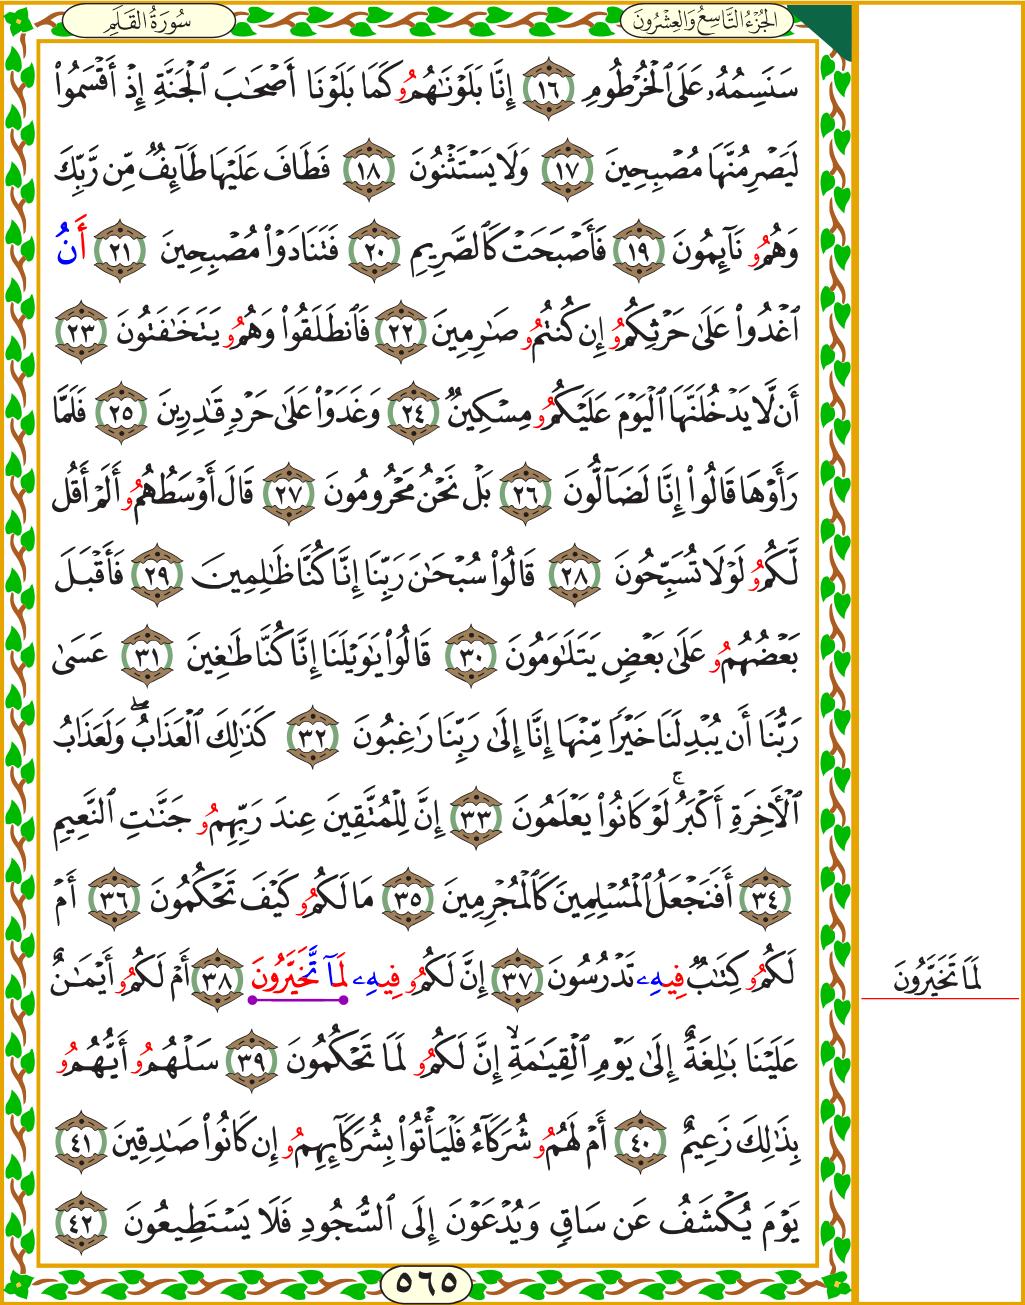 سُورَةُ القَلَمِ
الجُزْءُ التَّاسِعُ وَالعِشْرُونَ
سَنَسِمُهُۥ عَلَى ٱلْخُرْطُومِ ١٦ إِنَّا بَلَوْنَٰهُمُۥ كَمَا بَلَوْنَا أَصْحَٰبَ ٱلْجَنَّةِ إِذْ أَقْسَمُوا۟
لَيَصْرِمُنَّهَا مُصْبِحِينَ ١٧ وَلَا يَسْتَثْنُونَ ١٨ فَطَافَ عَلَيْهَا طَآئِفٌ مِّن رَّبِّكَ
وَهُمُو نَآئِمُونَ ١٩ فَأَصْبَحَتْ كَٱلصَّرِيمِ ٢٠ فَتَنَادَوْا۟ مُصْبِحِينَ ٢١ أَنُ
ٱغْدُوا۟ عَلَىٰ حَرْثِكُمُو إِن كُنتُمُو صَٰرِمِينَ ٢٢ فَٱنطَلَقُوا۟ وَهُمُو يَتَخَٰفَتُونَ ٢٣
أَن لَّا يَدْخُلَنَّهَا ٱلْيَوْمَ عَلَيْكُمُو مِسْكِينٌ ٢٤ وَغَدَوْا۟ عَلَىٰ حَرْدٍ قَٰدِرِينَ ٢٥ فَلَمَّا
رَأَوْهَا قَالُوا۟ إِنَّا لَضَآلُّونَ ٢٦ بَلْ نَحْنُ مَحْرُومُونَ ٢٧ قَالَ أَوْسَطُهُمُو أَلَمْ أَقُل
لَّكُمُو لَوْلَا تُسَبِّحُونَ ٢٨ قَالُوا۟ سُبْحَٰنَ رَبِّنَا إِنَّا كُنَّا ظَٰلِمِينَ ٢٩ فَأَقْبَلَ
بَعْضُهُمُو عَلَىٰ بَعْضٍ يَتَلَٰوَمُونَ ٣٠ قَالُوا۟ يَٰوَيْلَنَا إِنَّا كُنَّا طَٰغِينَ ٣١ عَسَىٰ
رَبُّنَا أَن يُبْدِلَنَا خَيْرًا مِّنْهَا إِنَّا إِلَىٰ رَبِّنَا رَٰغِبُونَ ٣٢ كَذَٰلِكَ ٱلْعَذَابُ ۖ وَلَعَذَابُ
ٱلْأَخِرَةِ أَكْبَرُ ۚ لَوْ كَانُوا۟ يَعْلَمُونَ ٣٣ إِنَّ لِلْمُتَّقِينَ عِندَ رَبِّهِمُو جَنَّٰتِ ٱلنَّعِيمِ
٣٤ أَفَنَجْعَلُ ٱلْمُسْلِمِينَ كَٱلْمُجْرِمِينَ ٣٥ مَا لَكُمُو كَيْفَ تَحْكُمُونَ ٣٦ أَمْ
لَكُمُو كِتَٰبٌ فِيهِۦ تَدْرُسُونَ ٣٧ إِنَّ لَكُمُو فِيهِۦ لَمَآ تَّخَيَّرُونَ ٣٨ أَمْ لَكُمُو أَيْمَٰنٌ
لَمَا تَخَيَّرُونَ
عَلَيْنَا بَٰلِغَةٌ إِلَىٰ يَوْمِ ٱلْقِيَٰمَةِ ۙ إِنَّ لَكُمُو لَمَا تَحْكُمُونَ ٣٩ سَلْهُمُو أَيُّهُمُو
بِذَٰلِكَ زَعِيمٌ ٤٠ أَمْ لَهُمُو شُرَكَآءُ فَلْيَأْتُوا۟ بِشُرَكَآئِهِمُو إِن كَانُوا۟ صَٰدِقِينَ ٤١
يَوْمَ يُكْشَفُ عَن سَاقٍ وَيُدْعَوْنَ إِلَى ٱلسُّجُودِ فَلَا يَسْتَطِيعُونَ ٤٢
٥٦٥